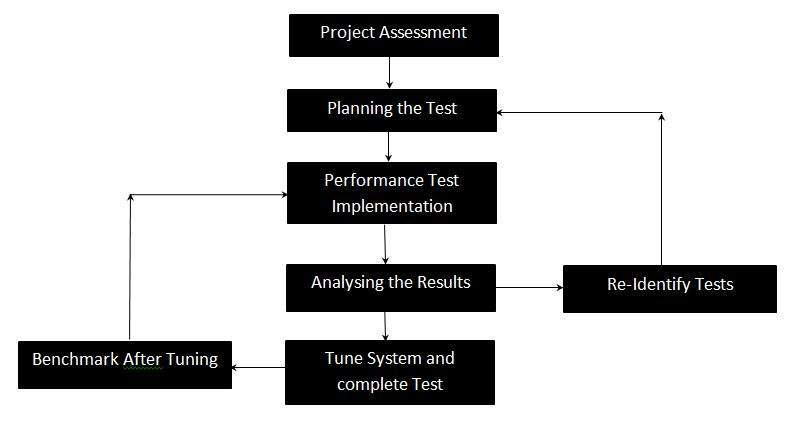 Project Assessment
Planning the Test
Performance Test
Implementation
Analysing the Results
Re-Identify Tests
Benchmark After Tuning
Tune System and
complete Test